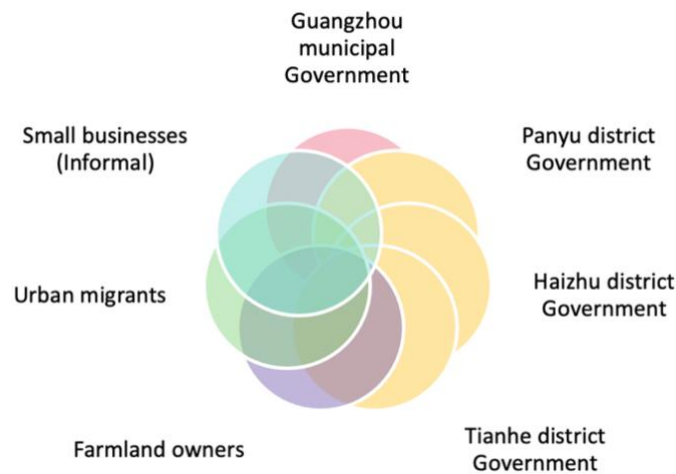 Guangzhou
municipal
Government
Small businesses
(Informal)
Panyu district
Government
Urban migrants
Haizhu district
Government
Farmland owners
Tianhe district
Government